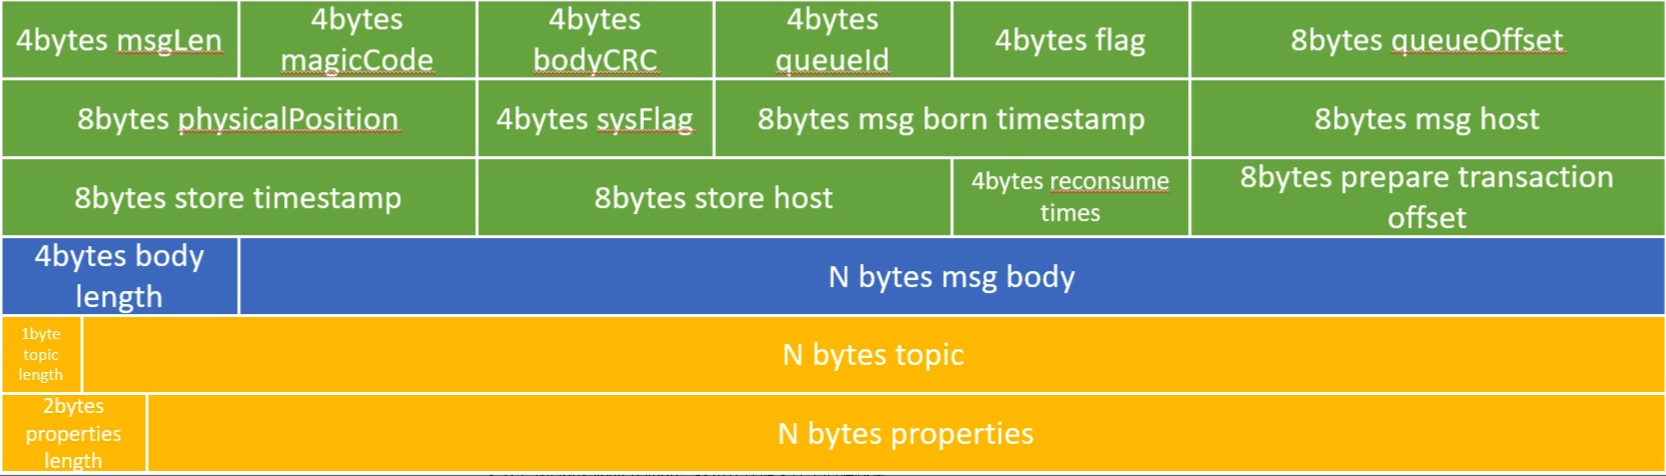 4bytes msgLen
4bytes
magicCode
4bytes
bodyCRC
4bytes
queueId
4bytes flag
8bytes queueOffset
8bytes physicalPosition
4bytes sysFlag
8bytes msg born timestamp
8bytes msg host
8bytes store timestamp
8bytes store host
4bytes reconsume
times
8bytes prepare transaction
offset
4bytes body
length
N bytes msg body
1byte
topic
length
N bytes topic
2bytes
properties
length
N bytes properties